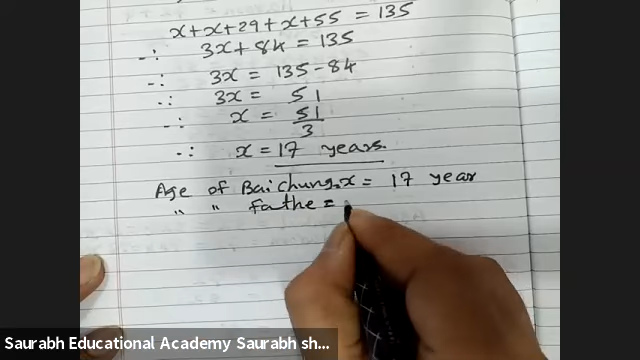 x+x+29+x+55 = 135
∴ 3x+84 = 135
∴ 3x = 135-84
∴ 3x = 51
∴ x = 51/3
∴ x = 17 years.
Age of Baichung, x = 17 year
" " Fathe =
Saurabh Educational Academy Saurabh sh...